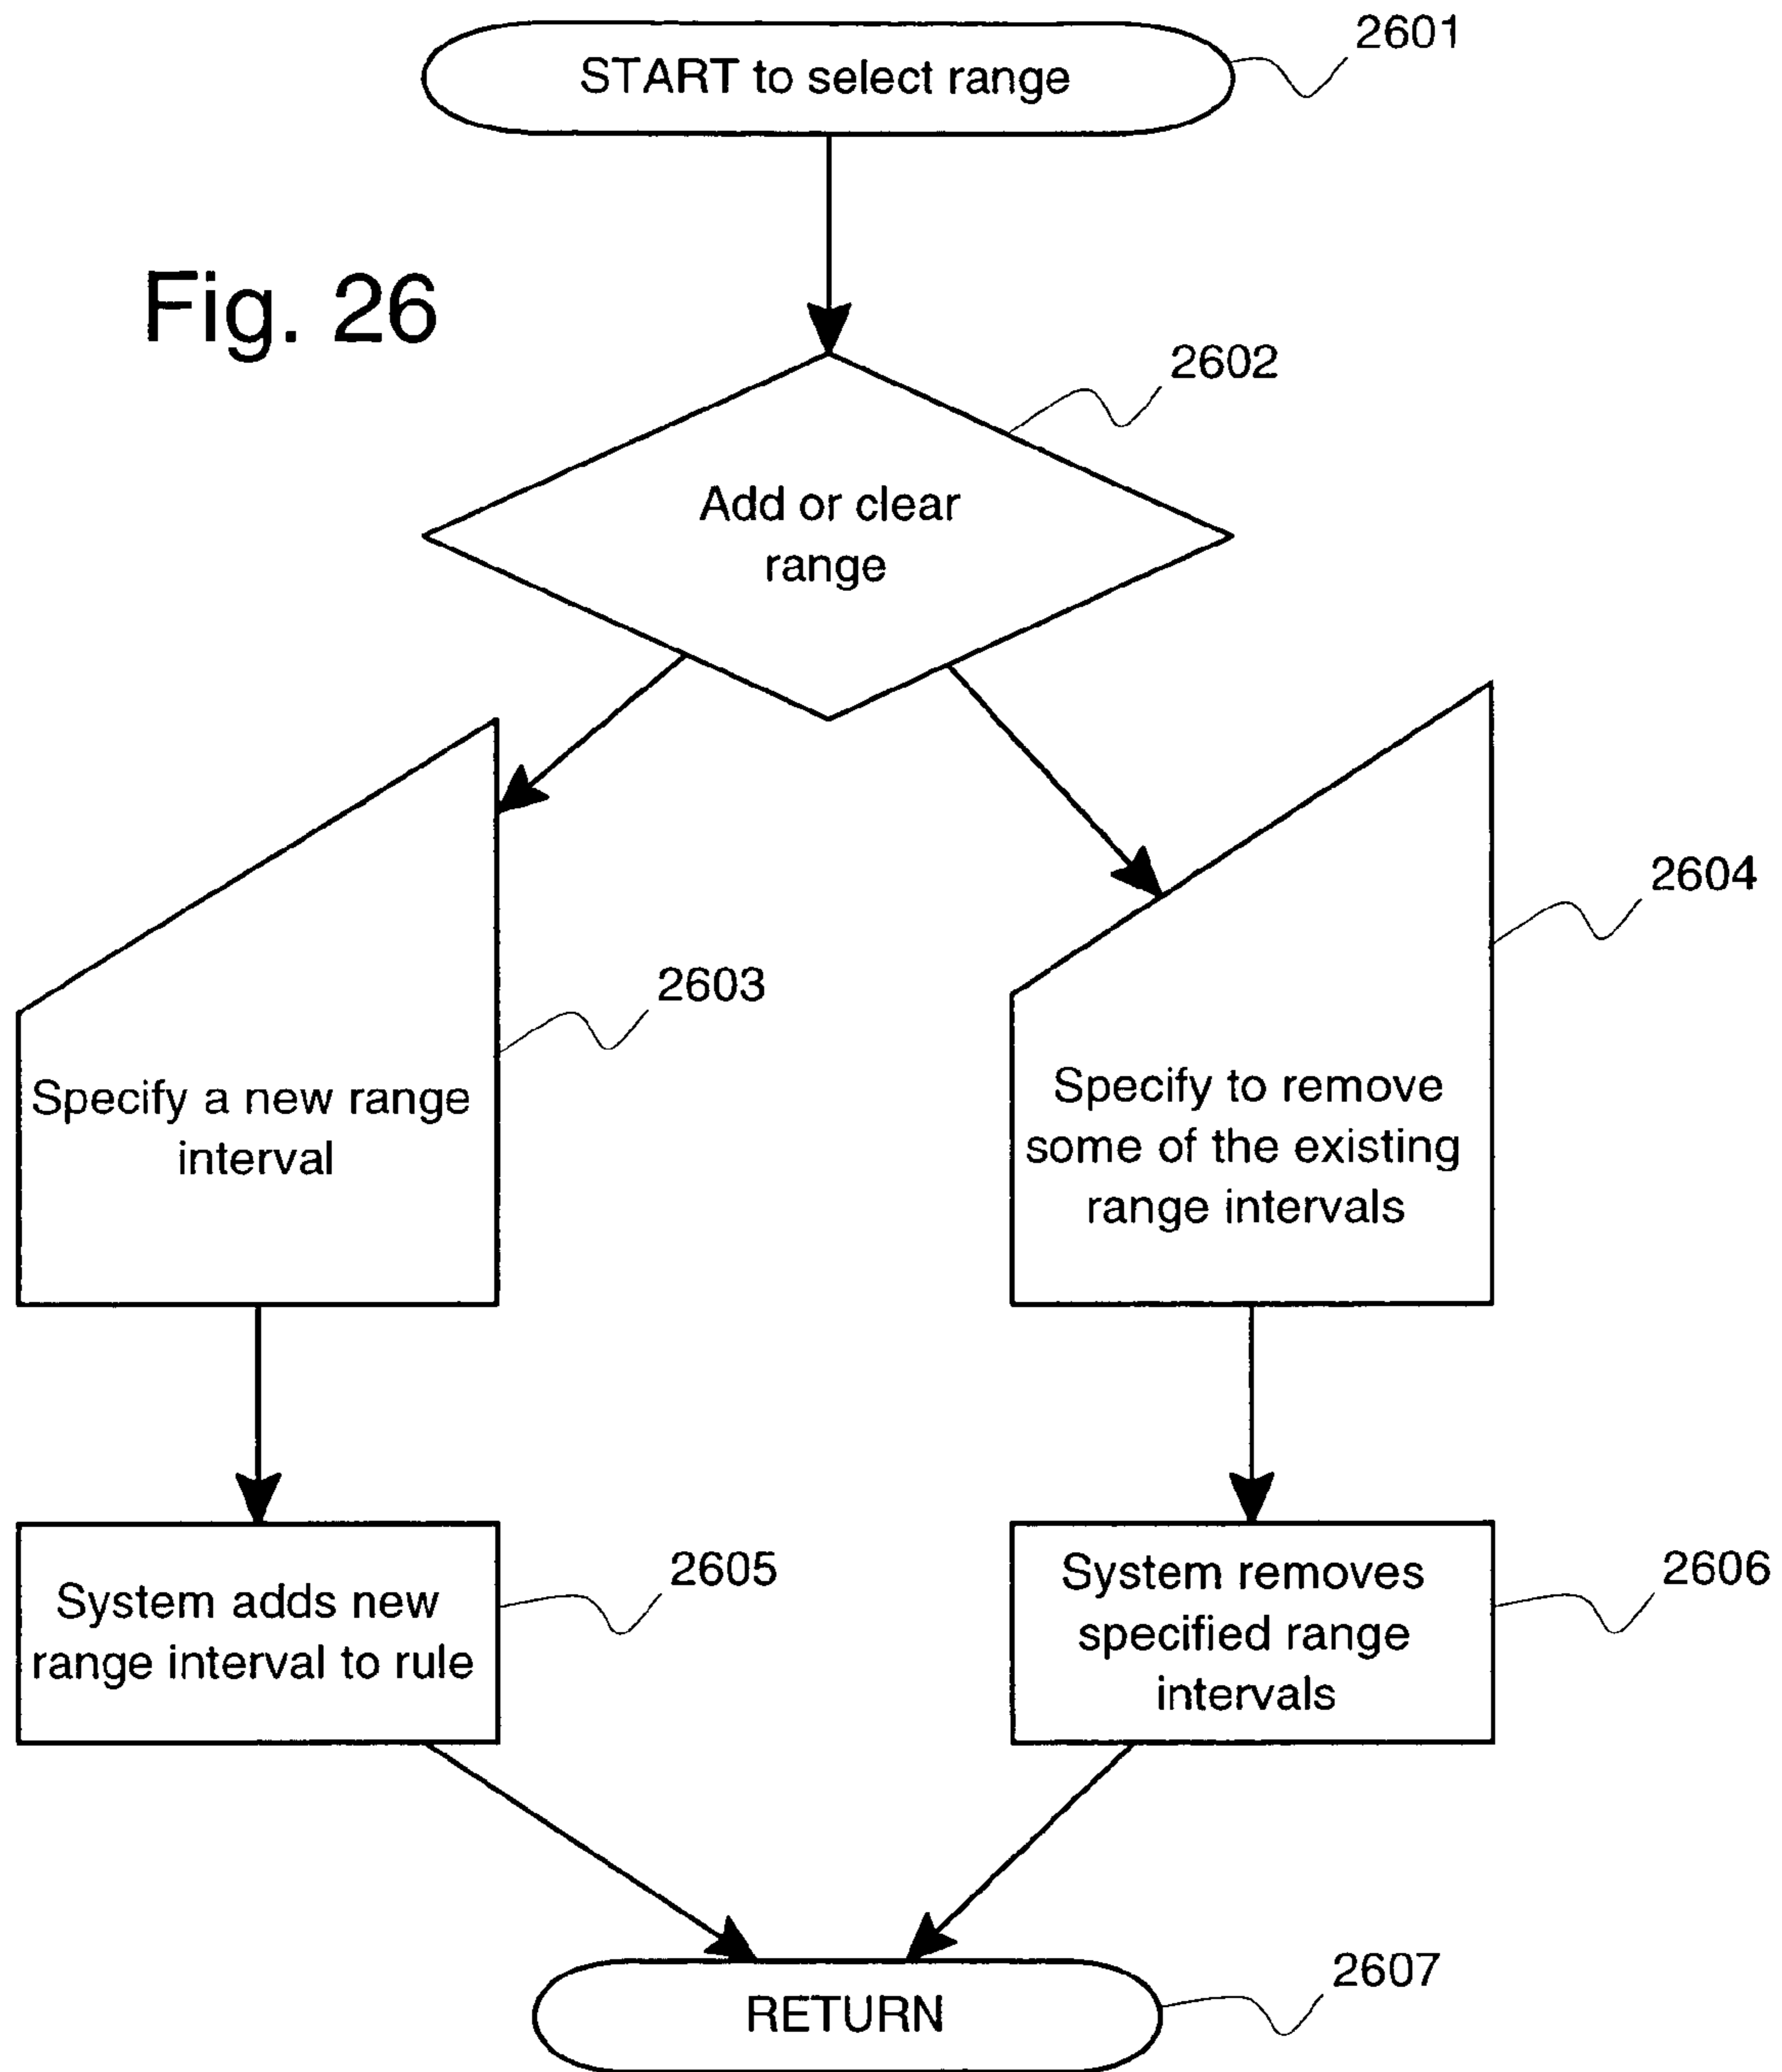 START to select range
2601
Fig. 26
2602
Add or clear
range
2604
2603
Specify a new range
interval
Specify to remove
some of the existing
range intervals
2605
System adds new
range interval to rule
2606
System removes
specified range
intervals
2607
RETURN